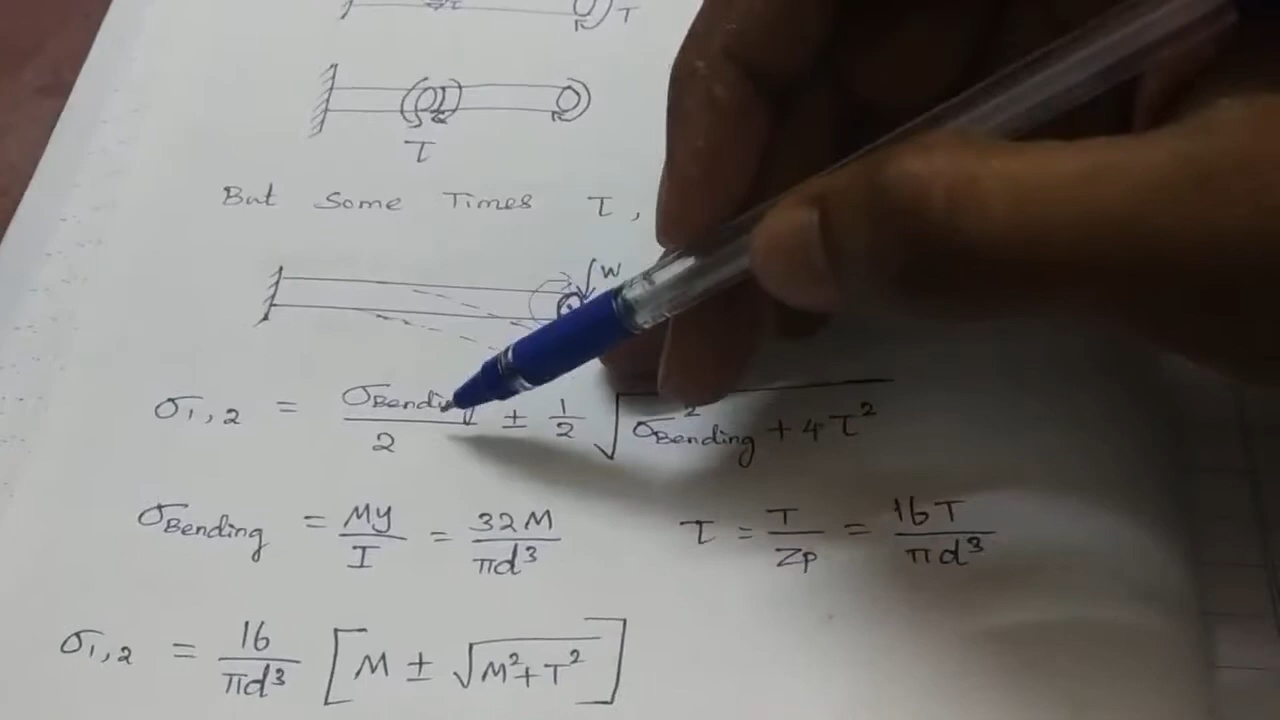 T
τ
But Some Times τ,
W
σ1,2 = σBending/2 ± 1/2 √(σ²Bending + 4τ²)
σBending = My/I = 32M/πd³ τ = T/Zp = 16T/πd³
σ1,2 = 16/πd³ [M ± √(M²+T²)]